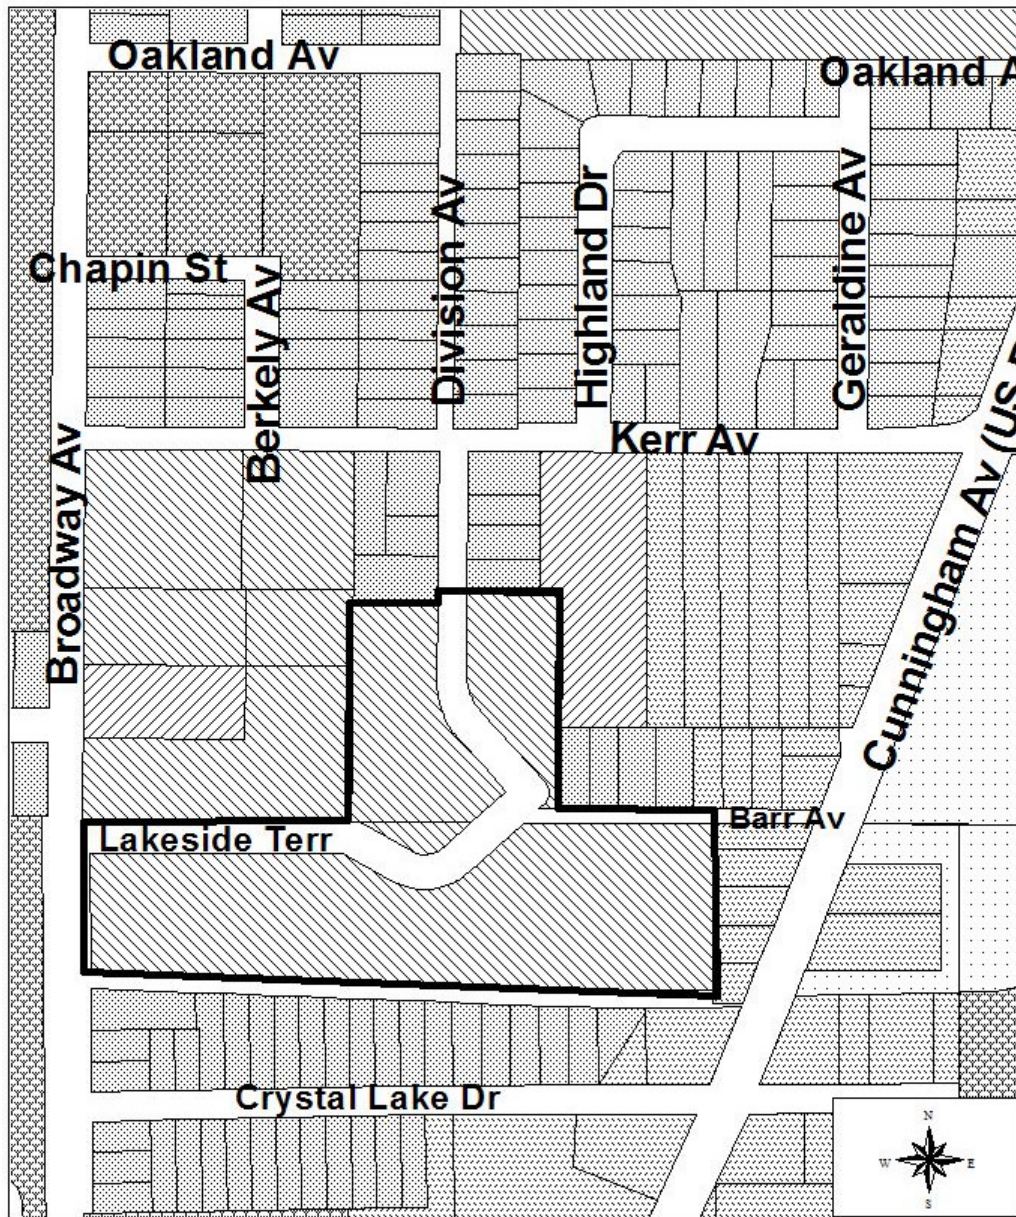 Oakland Av
Oakland A
Chapin St
Berkely Av
Division Av
Highland Dr
Geraldine Av
Broadway Av
Kerr Av
Cunningham Av (US
Lakeside Terr
Barr Av
Crystal Lake Dr
N
W E
S